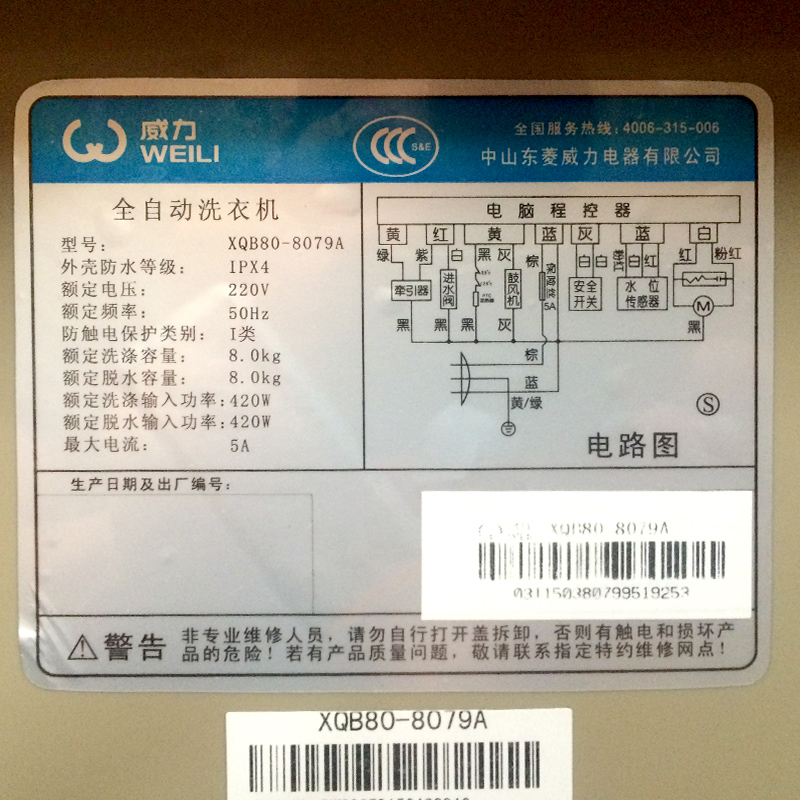 威力
WEILI
S&E
全国服务热线: 4006-315-006
中山东菱威力电器有限公司
全自动洗衣机
型号: XQB80-8079A
外壳防水等级: IPX4
额定电压: 220V
额定频率: 50Hz
防触电保护类别: I类
额定洗涤容量: 8.0kg
额定脱水容量: 8.0kg
额定洗涤输入功率: 420W
额定脱水输入功率: 420W
最大电流: 5A
电脑程控器
黄 红 黄 蓝 灰 蓝 白
绿 紫 白 黑 灰 棕 白 白 白 红 红 粉红
牵引器
进水阀
鼓风机
5A
安全开关
水位传感器
M
黑 黑 黑 灰 黑
棕
蓝
黄/绿
S
电路图
生产日期及出厂编号:
XQB80-8079A
031150380799519253
警告
非专业维修人员，请勿自行打开盖拆卸，否则有触电和损坏产
品的危险！若有产品质量问题，敬请联系指定特约维修网点！
XQB80-8079A